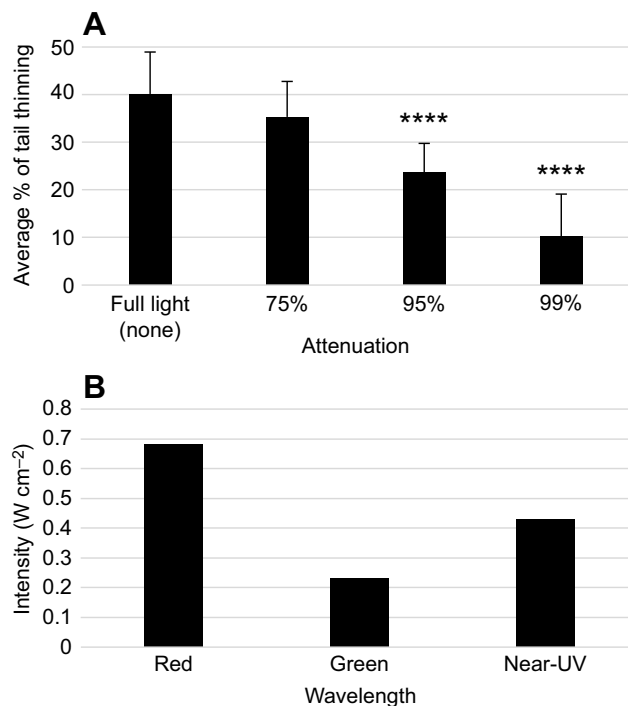 A
Average % of tail thinning
50
40
30
20
10
0
****
****
Full light
(none)
75%
95%
99%
Attenuation
B
Intensity (W cm⁻²)
0.8
0.7
0.6
0.5
0.4
0.3
0.2
0.1
0
Red
Green
Near-UV
Wavelength